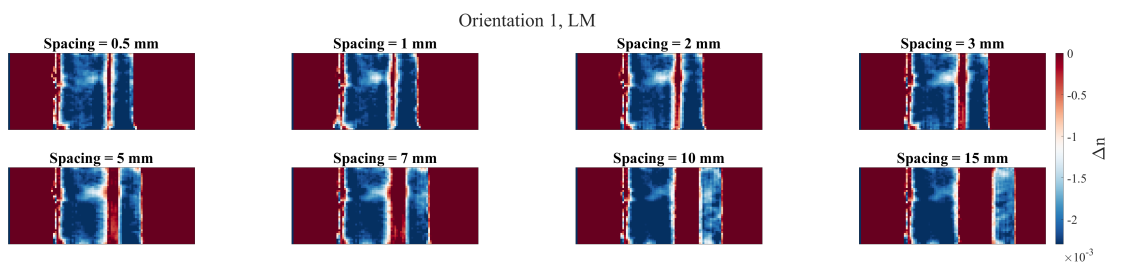 Orientation 1, LM
Spacing = 0.5 mm
Spacing = 1 mm
Spacing = 2 mm
Spacing = 3 mm
Spacing = 5 mm
Spacing = 7 mm
Spacing = 10 mm
Spacing = 15 mm
0
-0.5
-1
-1.5
-2
×10⁻³
Δn